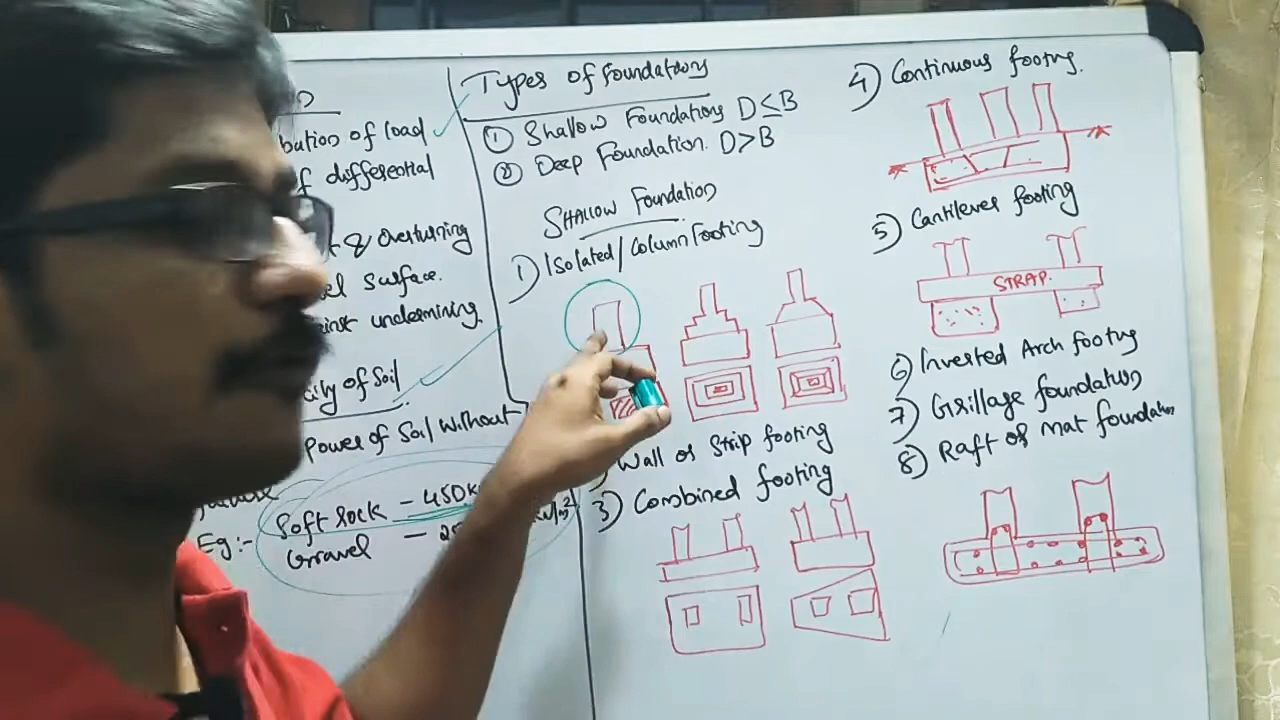 bution of load
of differential
& Overturning
surface.
undermining.
city of Soil
Power of Soil without
Soft rock – 450k
Eg:- Gravel – 2
Types of Foundations
① Shallow Foundations D ≤ B
② Deep Foundation. D > B
SHALLOW Foundation
1) Isolated/Column Footing
Wall or Strip footing
3) Combined footing
4) Continuous footing.
5) Cantilever footing
STRAP.
6) Inverted Arch footing
7) Grillage foundation
8) Raft or mat foundation